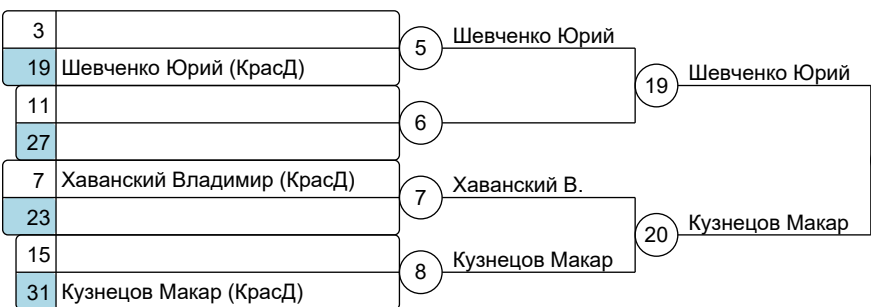 3
5 Шевченко Юрий
19 Шевченко Юрий (КрасД)
19 Шевченко Юрий
11
6
27
7 Хаванский Владимир (КрасД)
7 Хаванский В.
23
20 Кузнецов Макар
15
8 Кузнецов Макар
31 Кузнецов Макар (КрасД)